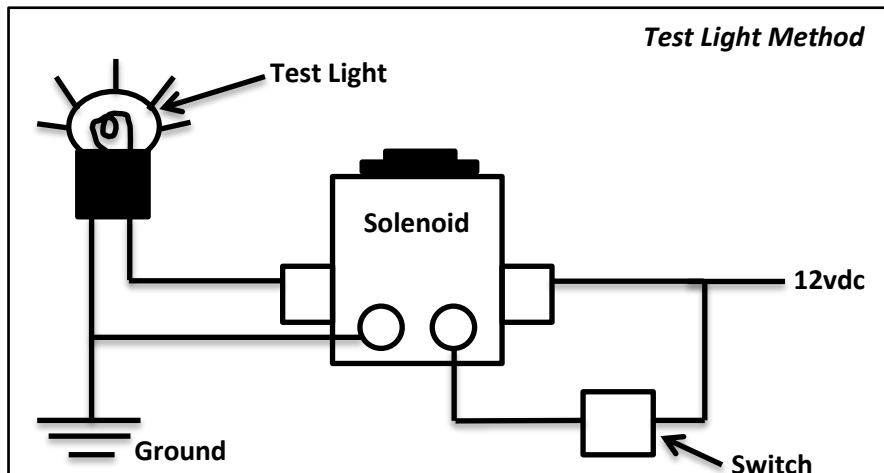 Test Light Method
Test Light
Solenoid
12vdc
Ground
Switch